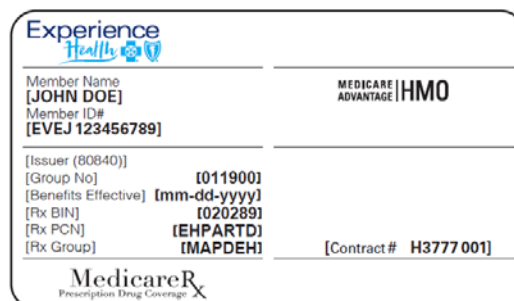 Experience
Health
Member Name
[JOHN DOE]
Member ID#
[EVEJ 123456789]
MEDICARE
ADVANTAGE | HMO
[Issuer (80840)]
[Group No] [011900]
[Benefits Effective] [mm-dd-yyyy]
[Rx BIN] [020289]
[Rx PCN] [EHPARTD]
[Rx Group] [MAPDEH]
[Contract # H3777 001]
MedicareRx
Prescription Drug Coverage